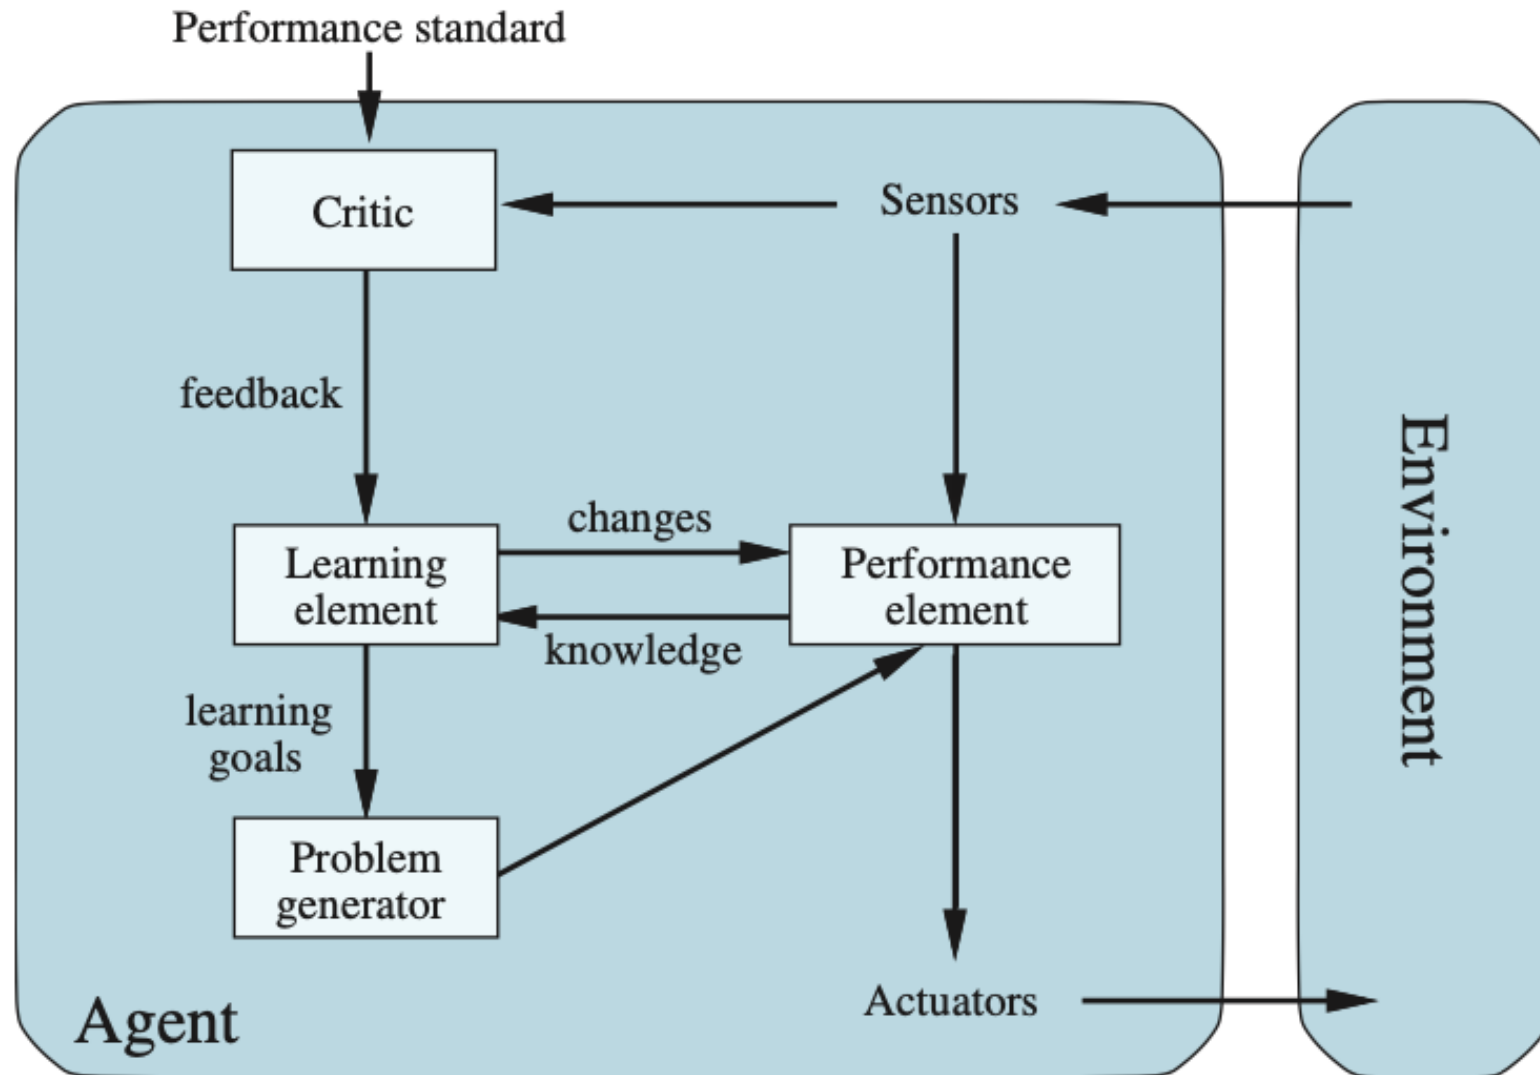 Performance standard
Critic
Sensors
feedback
changes
Learning
element
Performance
element
knowledge
learning
goals
Problem
generator
Agent
Actuators
Environment